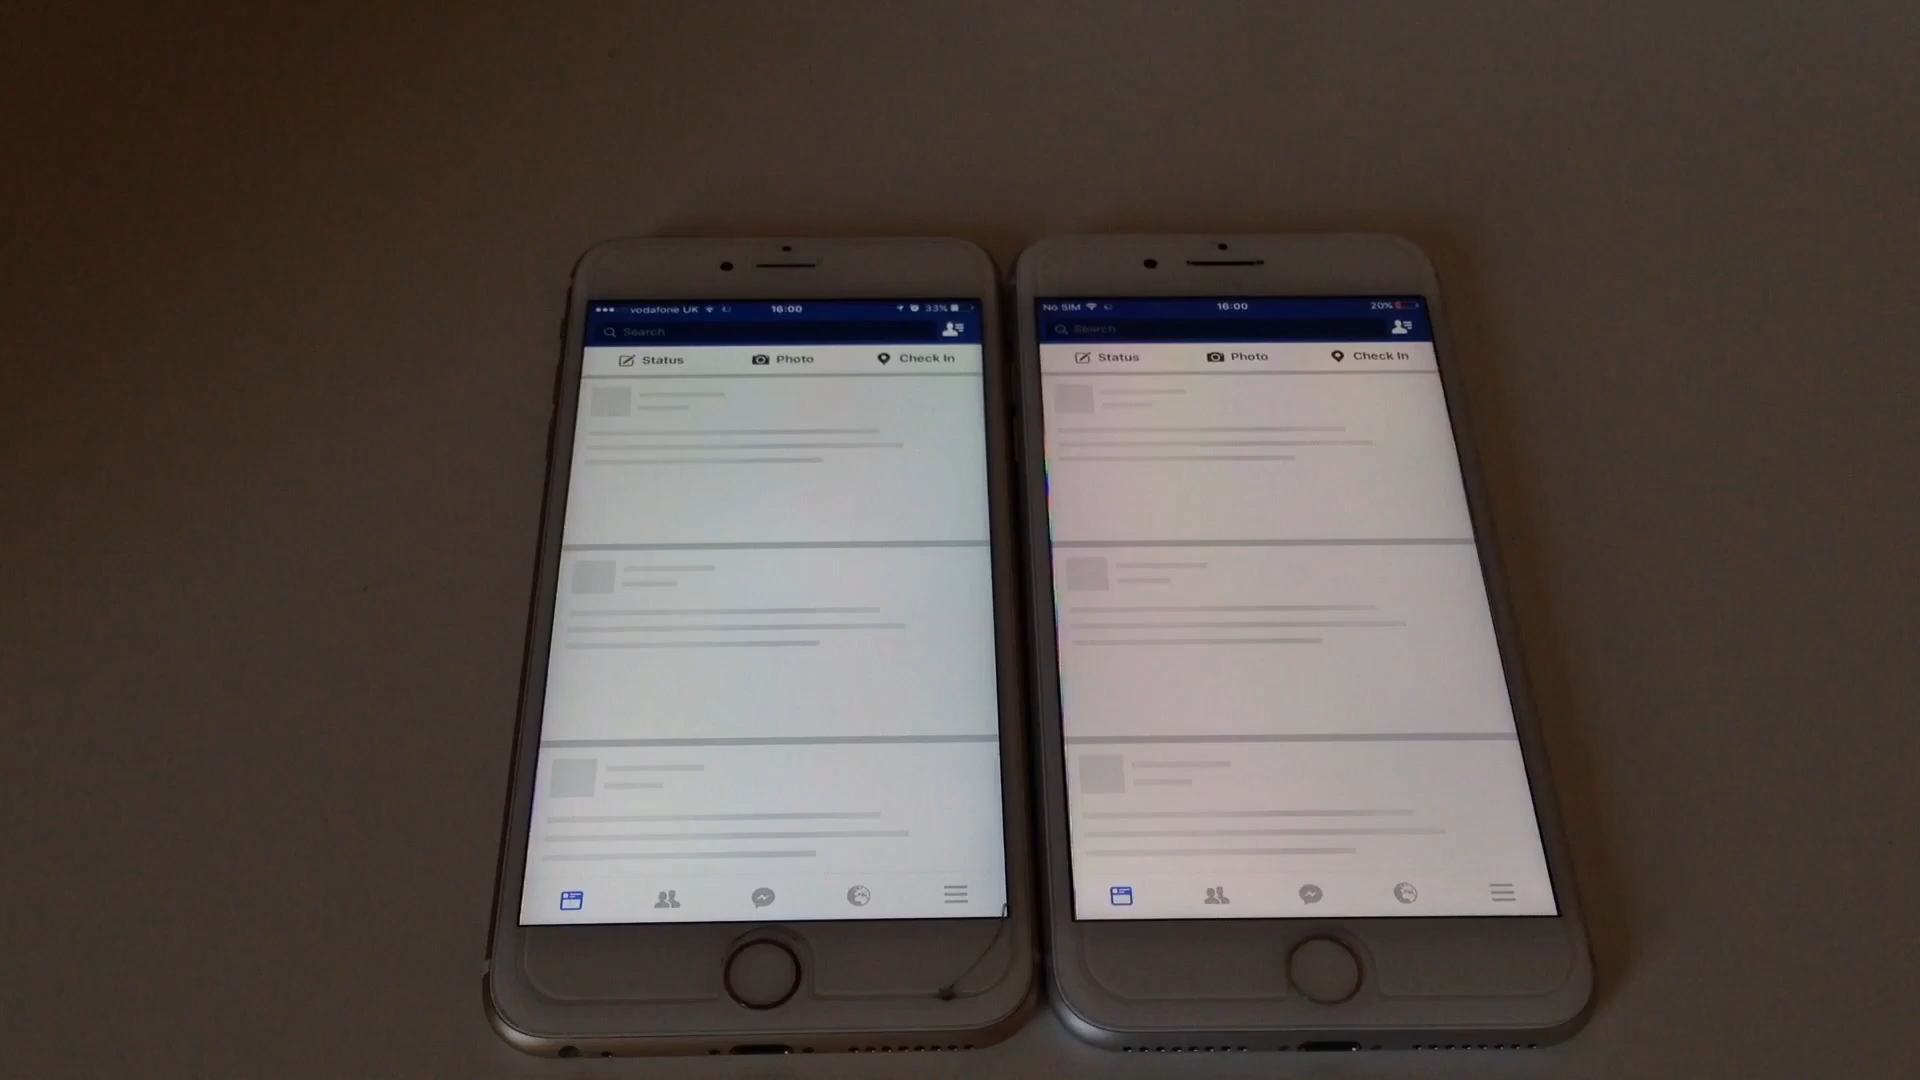 vodafone UK 16:00 33%
Search
Status Photo Check In
No SIM 16:00 20%
Search
Status Photo Check In